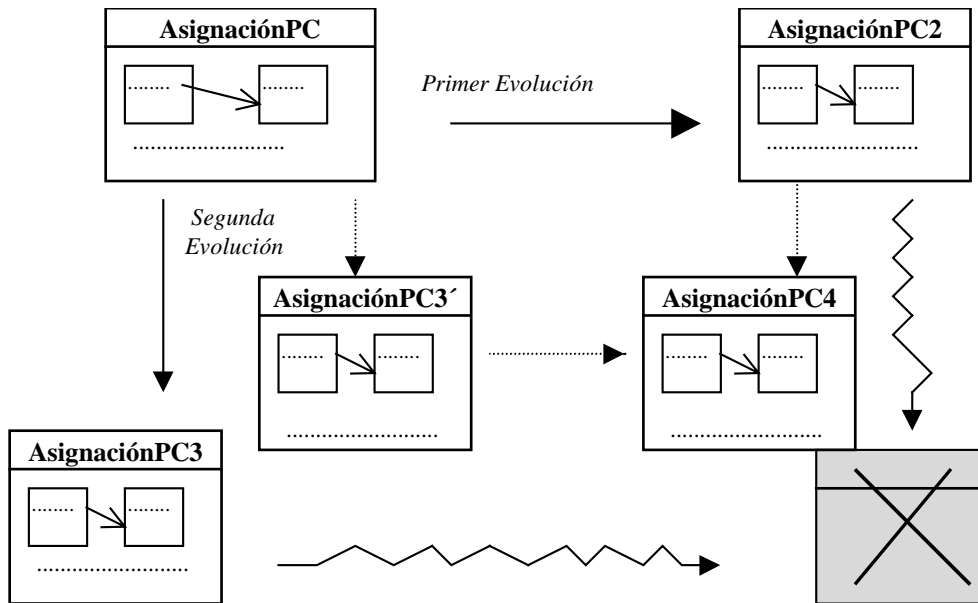 AsignaciónPC
AsignaciónPC2
Primer Evolución
Segunda
Evolución
AsignaciónPC3´
AsignaciónPC4
AsignaciónPC3